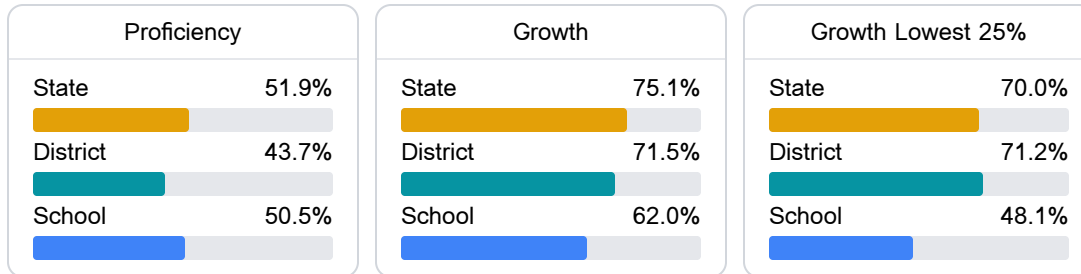 Proficiency
State 51.9%
District 43.7%
School 50.5%
Growth
State 75.1%
District 71.5%
School 62.0%
Growth Lowest 25%
State 70.0%
District 71.2%
School 48.1%